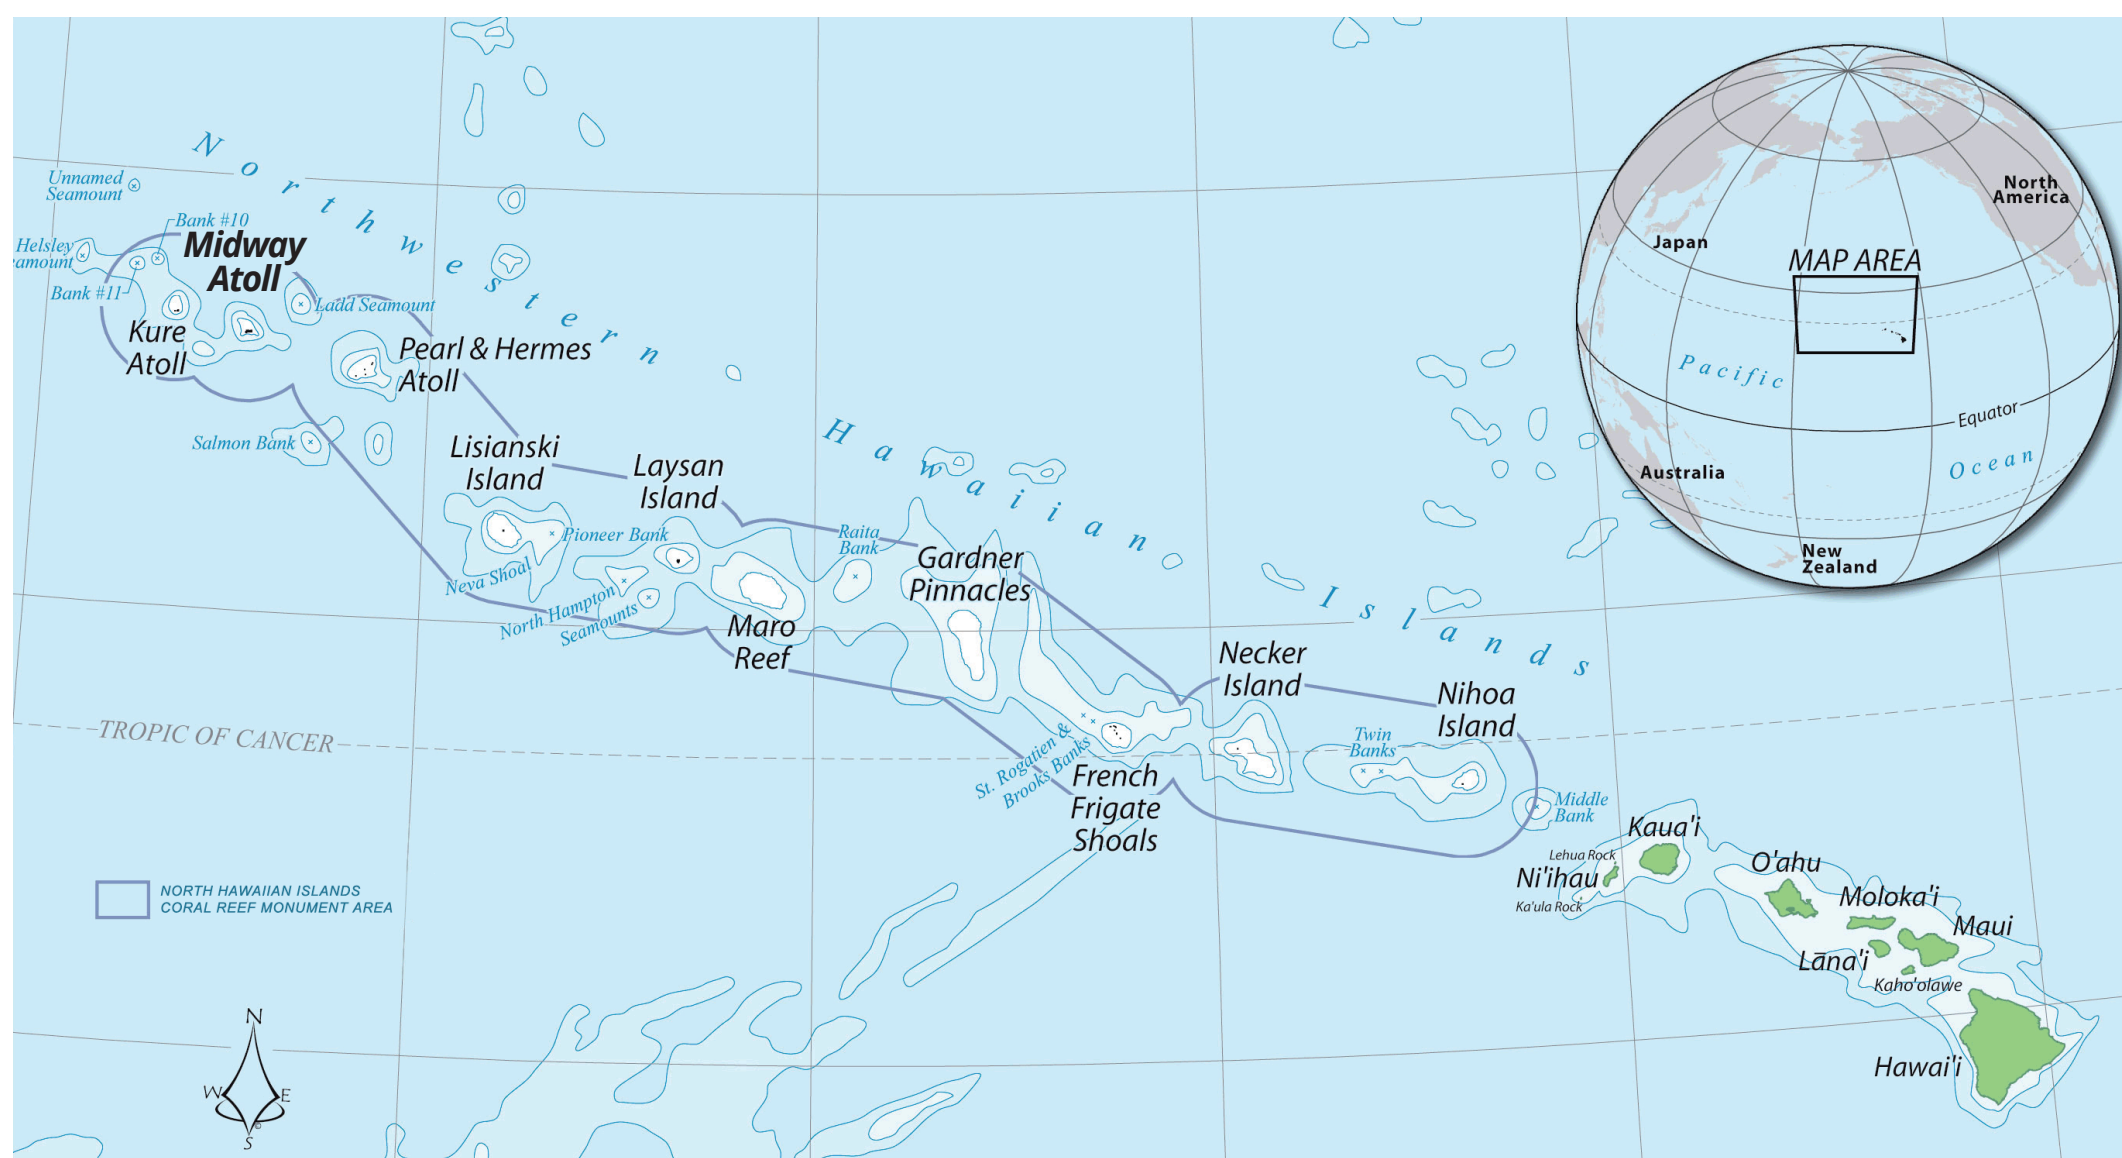 Northwestern
Hawaiian
Islands
Unnamed
Seamount
Bank #10
Helsley
eamount
Bank #11
Midway
Atoll
Ladd Seamount
Kure
Atoll
Pearl & Hermes
Atoll
Salmon Bank
Lisianski
Island
Laysan
Island
Pioneer Bank
Neva Shoal
North Hampton
Seamounts
Raita
Bank
Maro
Reef
Gardner
Pinnacles
St. Rogatien &
Brooks Banks
French
Frigate
Shoals
Necker
Island
Nihoa
Island
Twin
Banks
Middle
Bank
TROPIC OF CANCER
Kaua'i
Lehua Rock
Ni'ihau
Ka'ula Rock
O'ahu
Moloka'i
Maui
Lāna'i
Kaho'olawe
Hawai'i
NORTH HAWAIIAN ISLANDS
CORAL REEF MONUMENT AREA
N
W
E
S
©
North
America
Japan
MAP AREA
Pacific
Equator
Ocean
Australia
New
Zealand